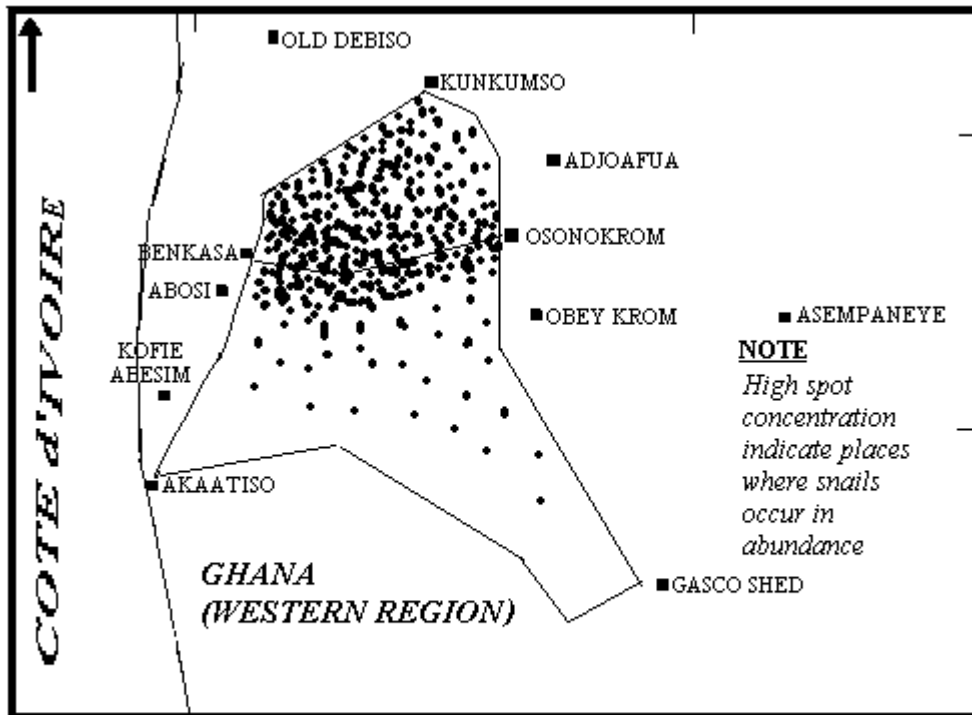 OLD DEBISO
KUNKUMSO
ADJOAFUA
OSONOKROM
BENKASA
ABOSI
OBEY KROM
ASEMPANEYE
KOFIE
ABESIM
AKAATISO
GASCO SHED
COTE d'IVOIRE
GHANA
(WESTERN REGION)
NOTE
High spot
concentration
indicate places
where snails
occur in
abundance